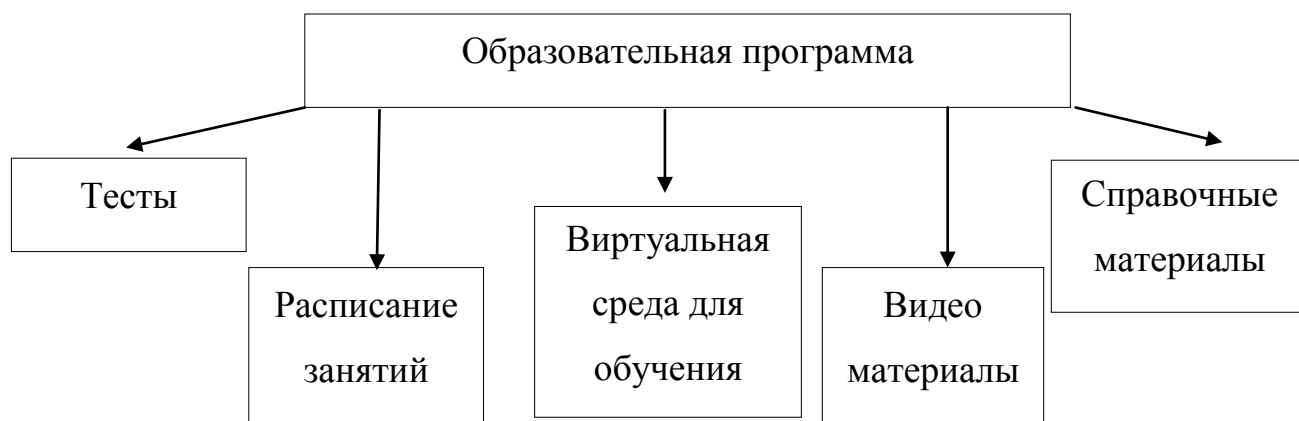 Образовательная программа
Тесты
Расписание
занятий
Виртуальная
среда для
обучения
Видео
материалы
Справочные
материалы